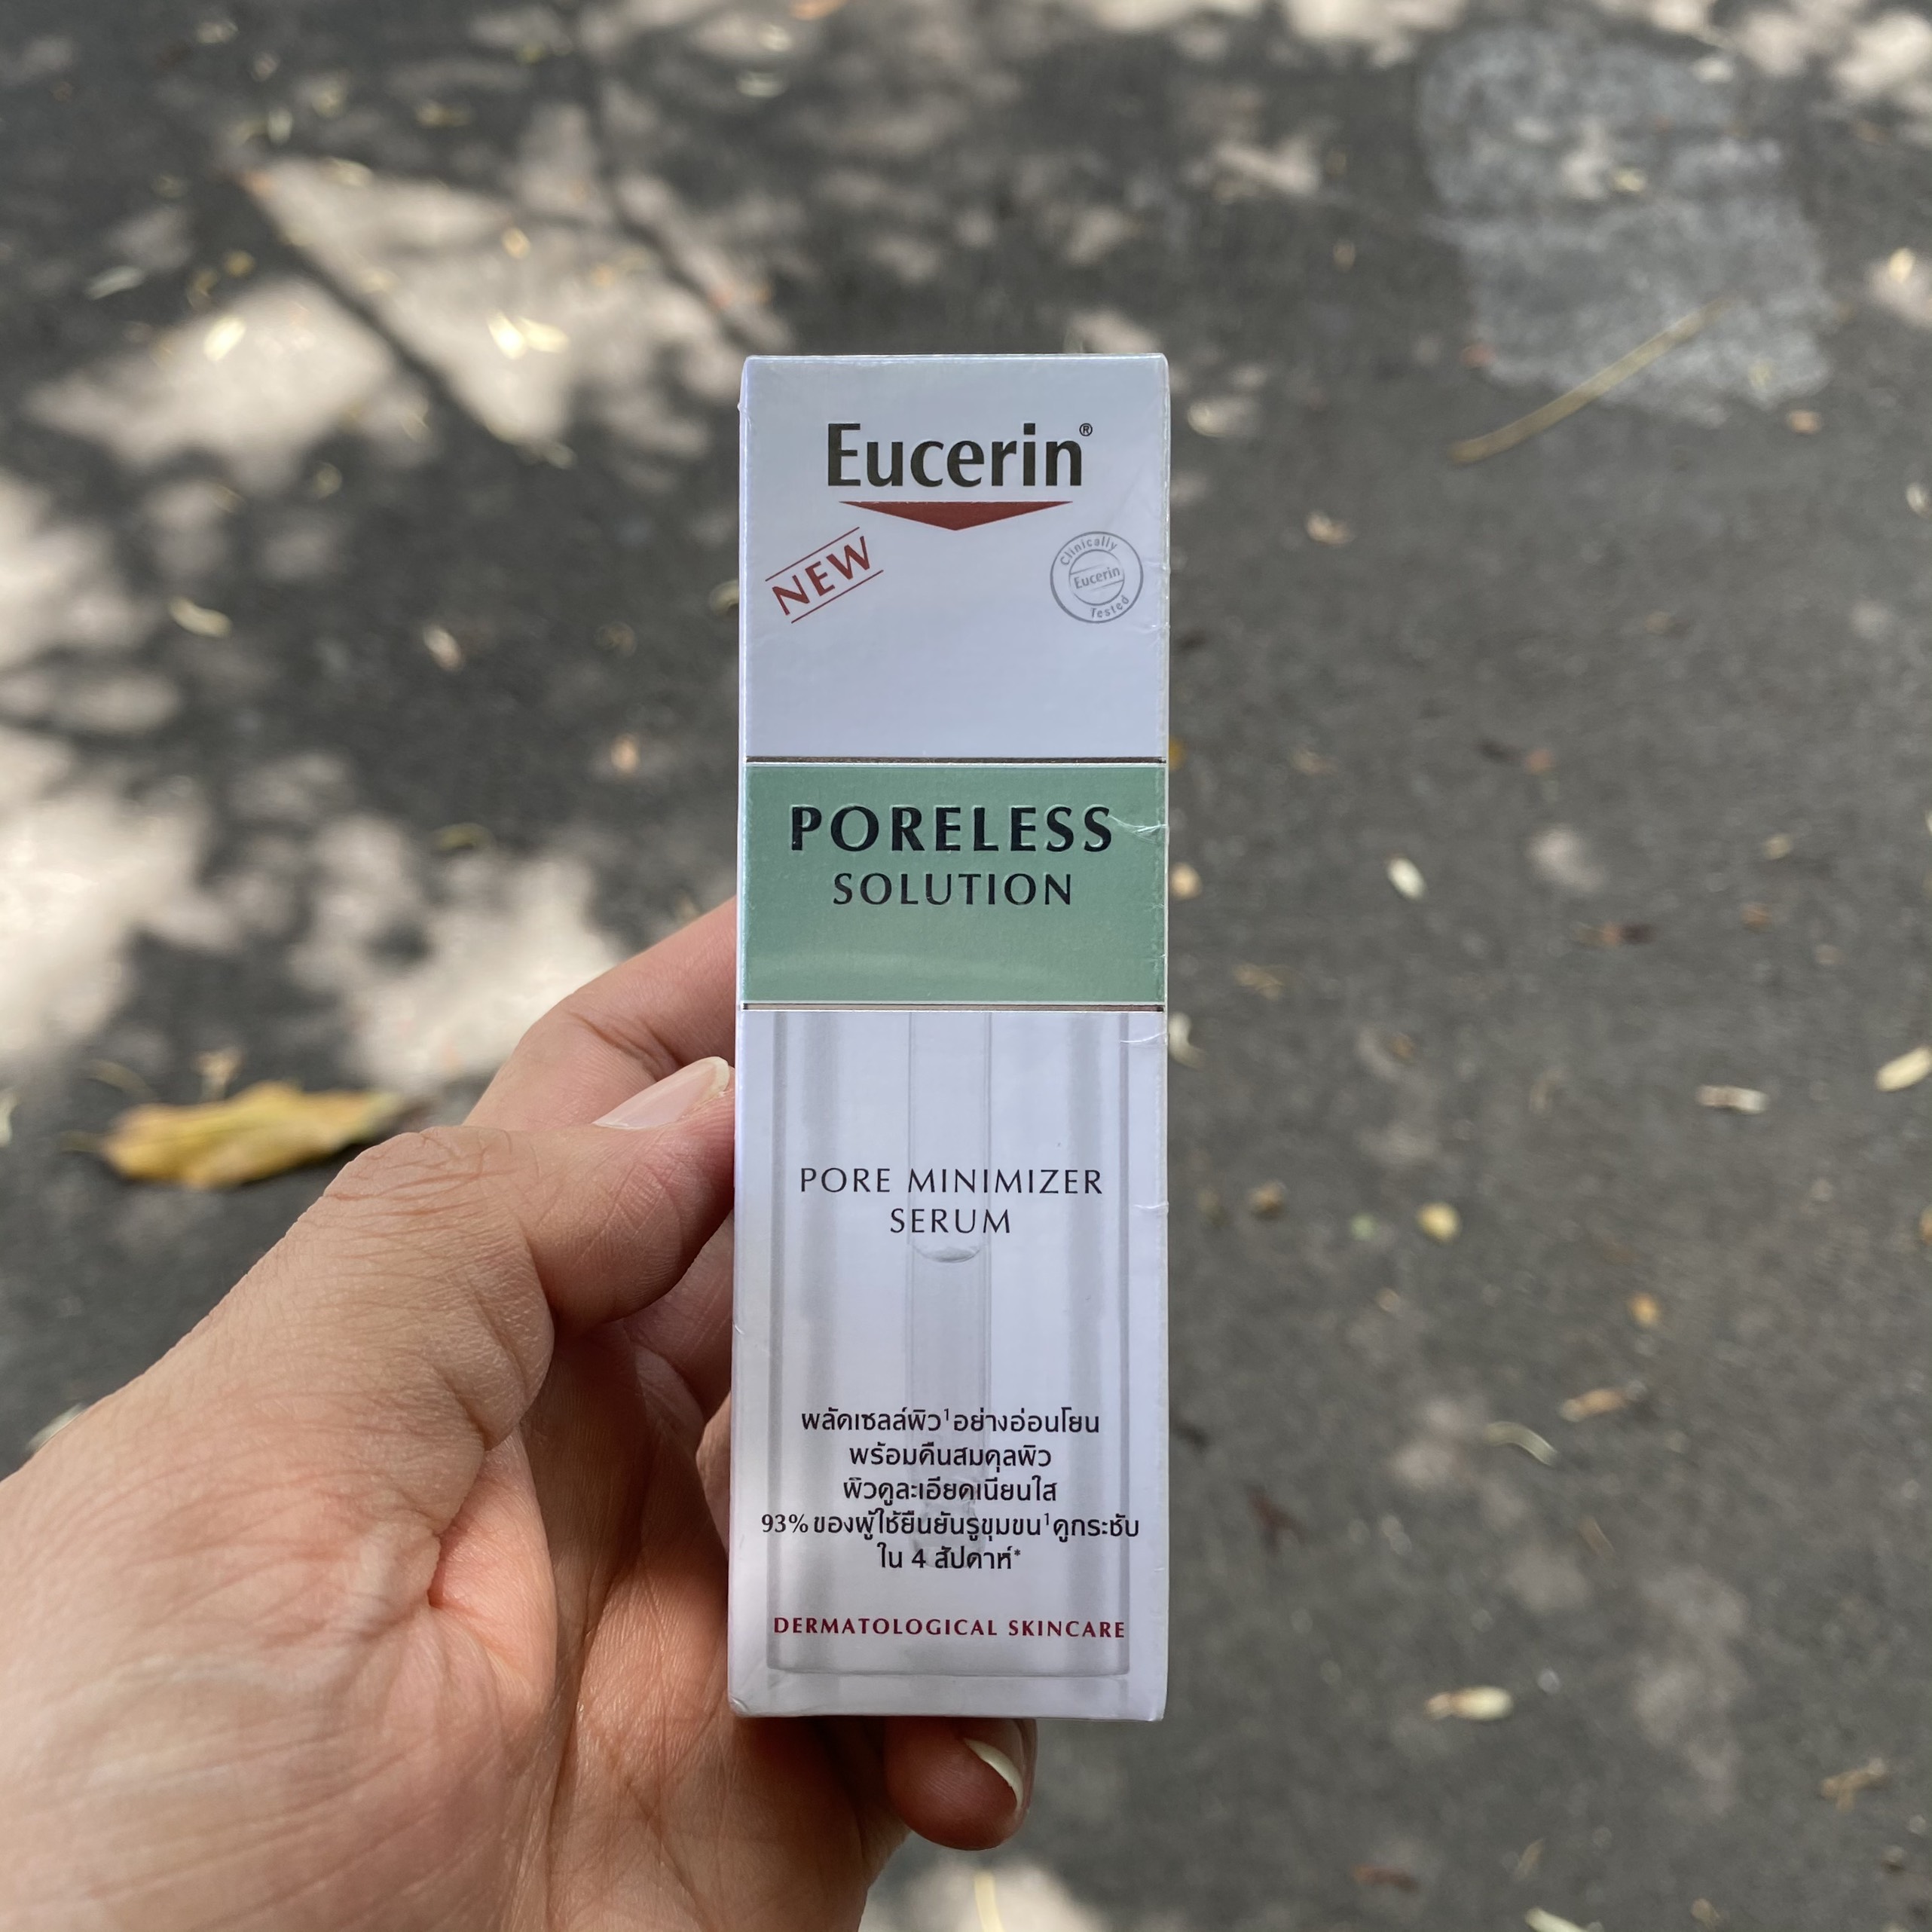 Eucerin®
NEW
Clinically
Eucerin
Tested
PORELESS
SOLUTION
PORE MINIMIZER
SERUM
พลัดเซลล์ผิว¹อย่างอ่อนโยน
พร้อมคืนสมดุลผิว
ผิวดูละเอียดเนียนใส
93% ของผู้ใช้ยืนยันรูขุมขน¹ดูกระชับ
ใน 4 สัปดาห์*
DERMATOLOGICAL SKINCARE